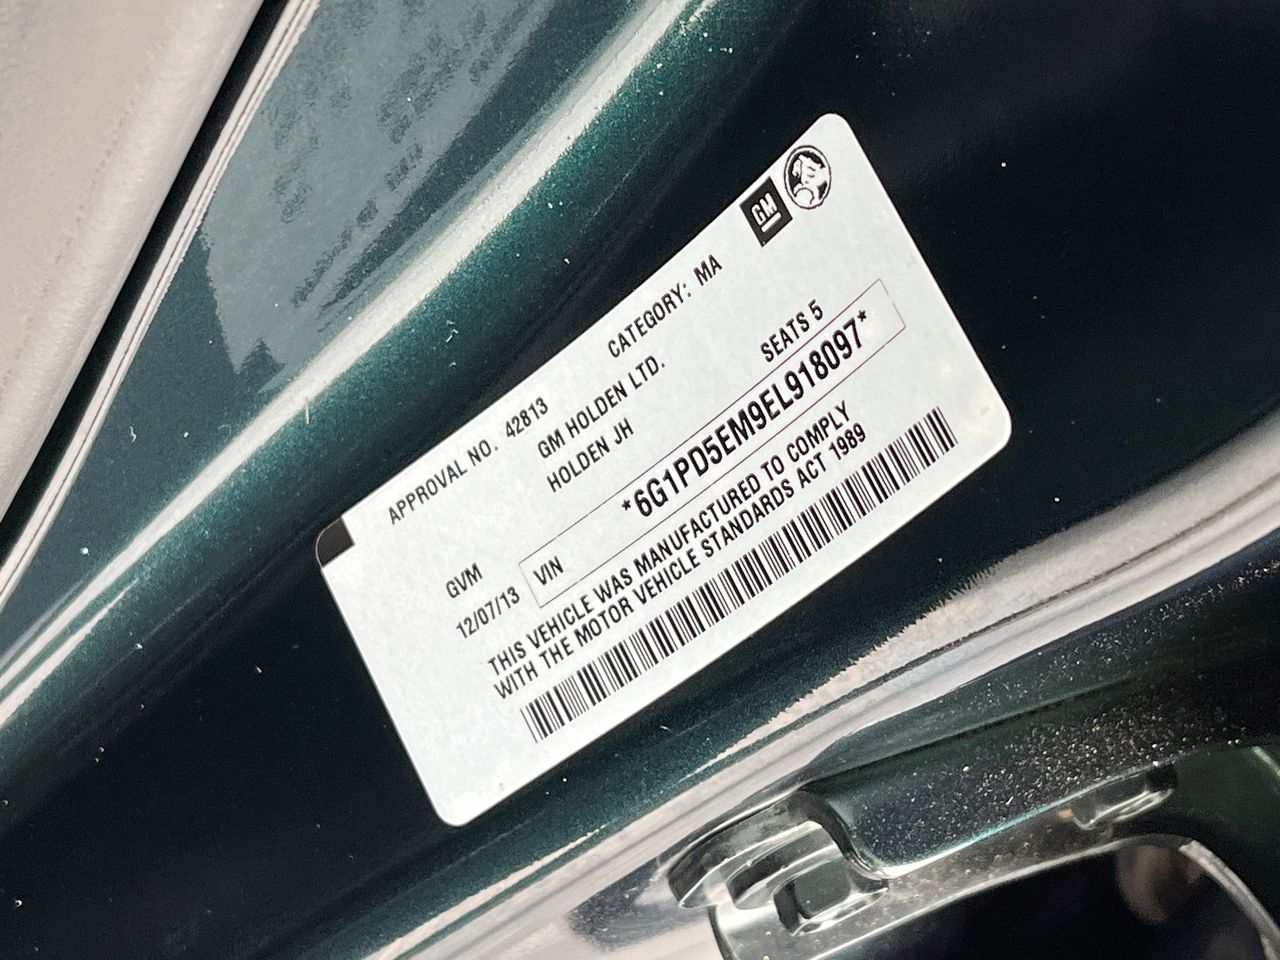 GM
APPROVAL NO. 42813 CATEGORY: MA
GM HOLDEN LTD.
HOLDEN JH
GVM SEATS 5
12/07/13 VIN *6G1PD5EM9EL918097*
THIS VEHICLE WAS MANUFACTURED TO COMPLY
WITH THE MOTOR VEHICLE STANDARDS ACT 1989